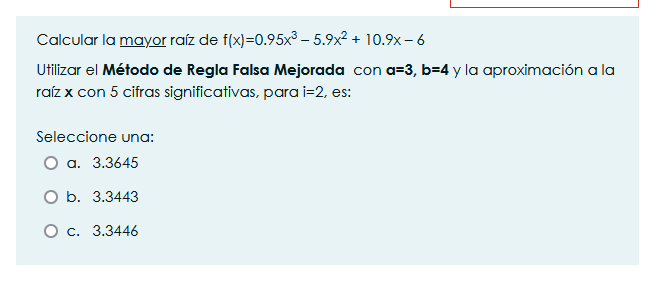 Calcular la mayor raíz de f(x)=0.95x³ – 5.9x² + 10.9x – 6
Utilizar el Método de Regla Falsa Mejorada con a=3, b=4 y la aproximación a la
raíz x con 5 cifras significativas, para i=2, es:
Seleccione una:
a. 3.3645
b. 3.3443
c. 3.3446